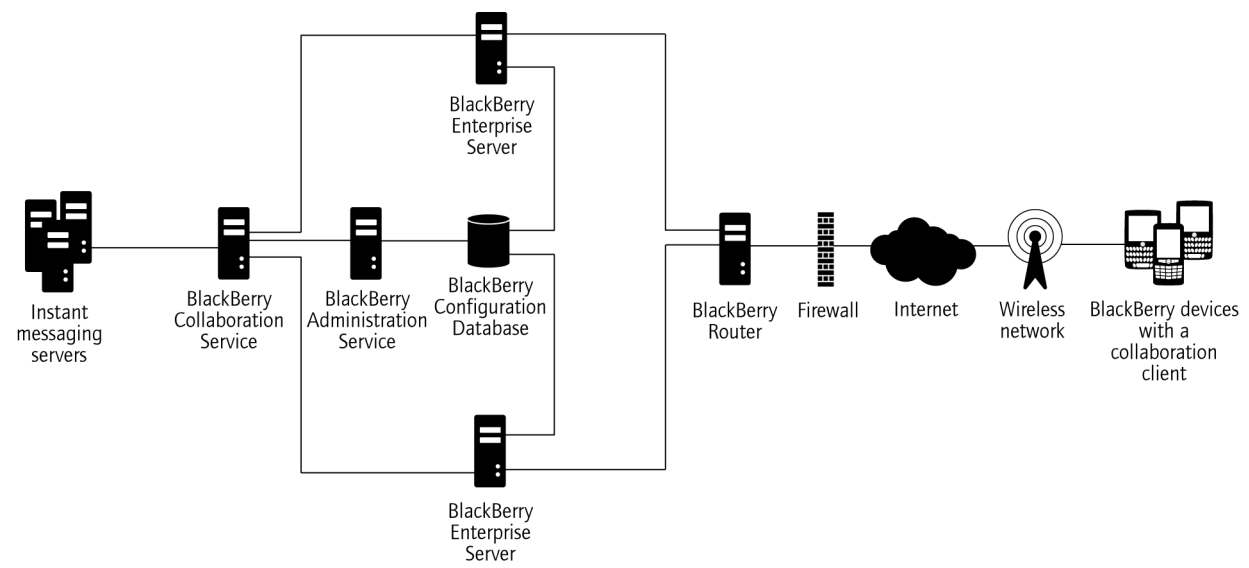 BlackBerry
Enterprise
Server
Instant
messaging
servers
BlackBerry
Collaboration
Service
BlackBerry
Administration
Service
BlackBerry
Configuration
Database
BlackBerry
Router
Firewall
Internet
Wireless
network
BlackBerry devices
with a
collaboration
client
BlackBerry
Enterprise
Server